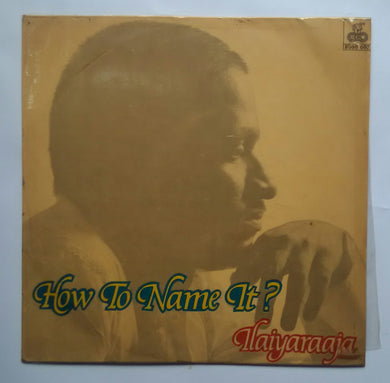 How To Name It?
Ilaiyaraaja